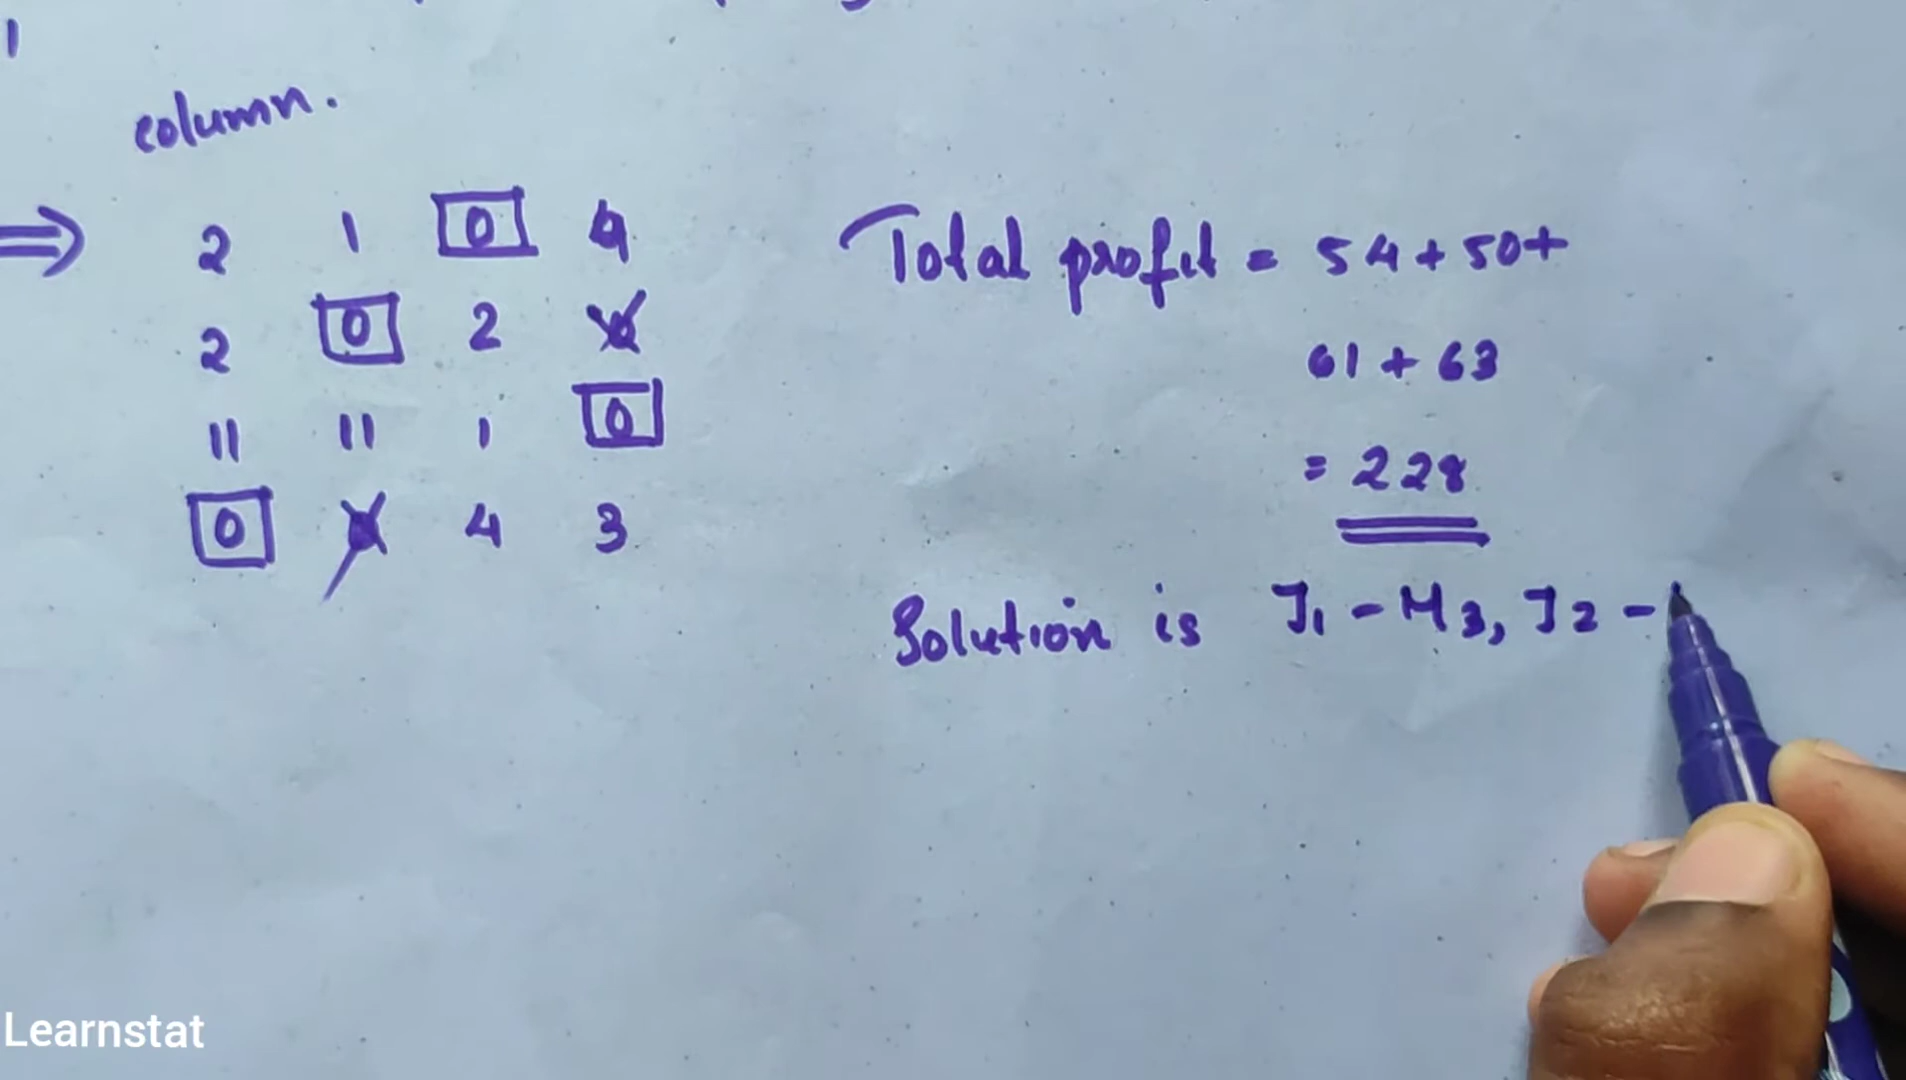 column.
⇒ 2 1 0 4
2 0 2 0
11 11 1 0
0 4 3
Total profit = 54+50+
61 + 63
= 228
Solution is J1 - M3, J2 -
Learnstat